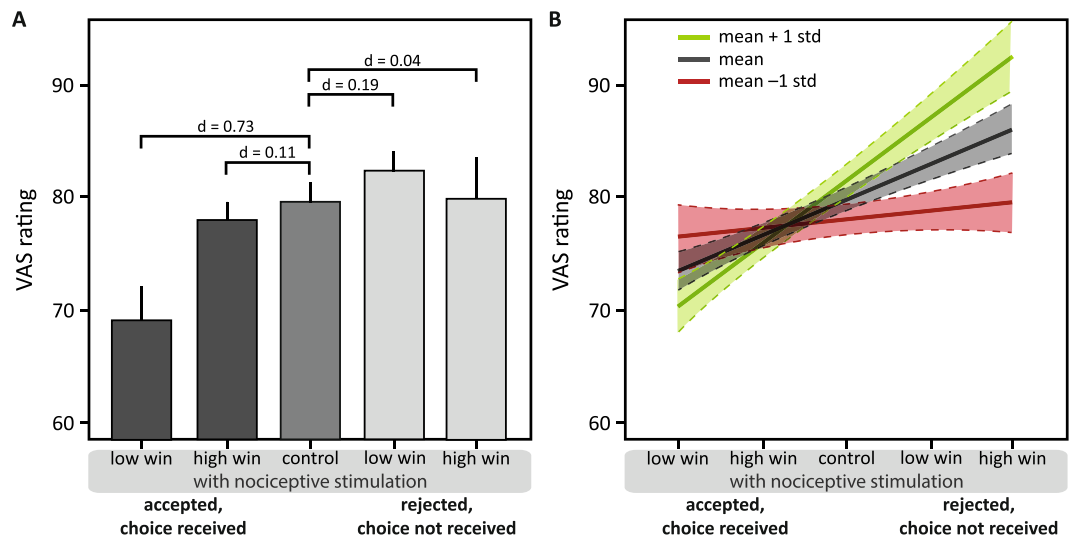 A
VAS rating
90
80
70
60
d = 0.04
d = 0.19
d = 0.73
d = 0.11
low win high win control low win high win
with nociceptive stimulation
accepted, rejected,
choice received choice not received
B
VAS rating
90
80
70
60
mean + 1 std
mean
mean –1 std
low win high win control low win high win
with nociceptive stimulation
accepted, rejected,
choice received choice not received